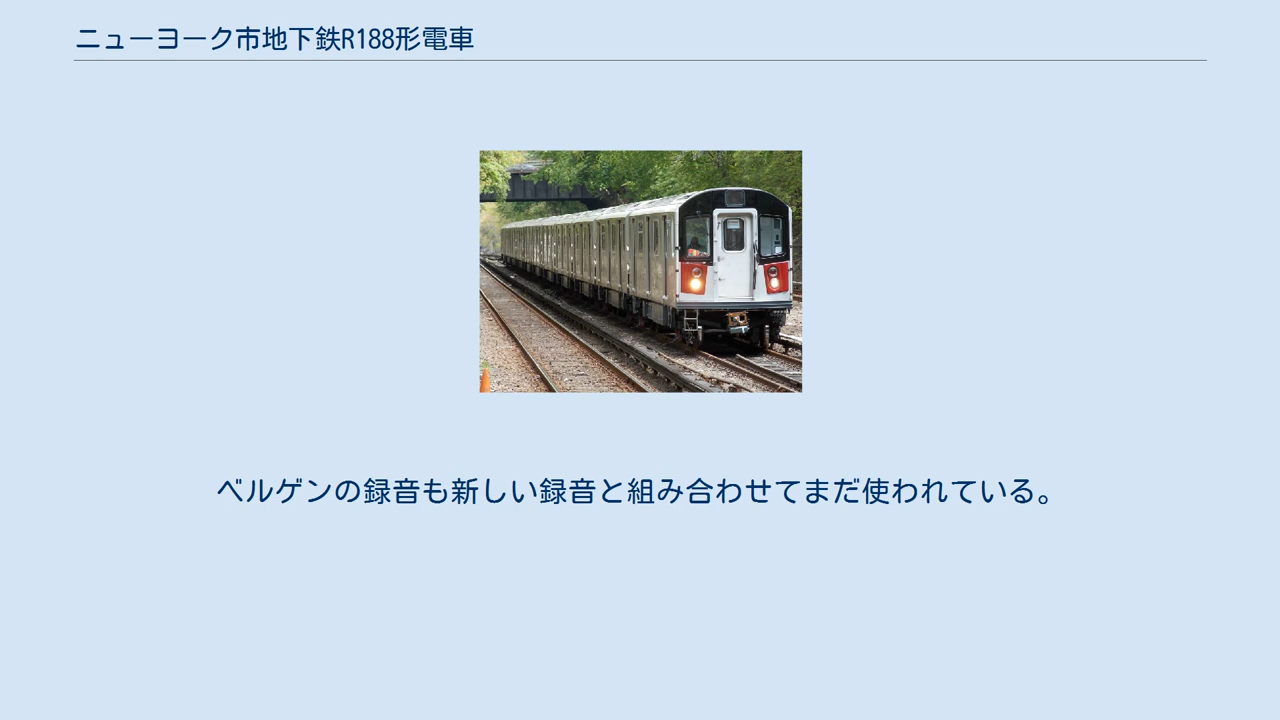 ニューヨーク市地下鉄R188形電車
ベルゲンの録音も新しい録音と組み合わせてまだ使われている。